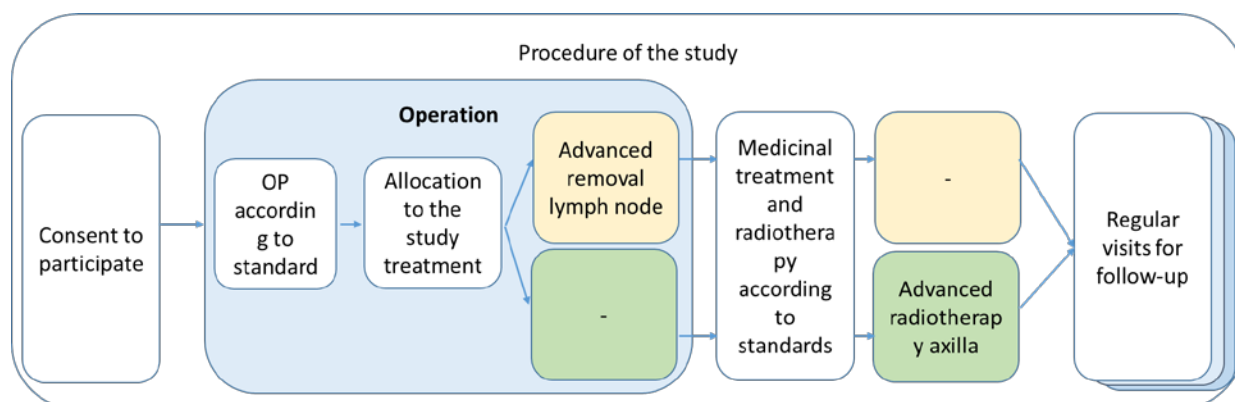 Procedure of the study
Consent to
participate
Operation
OP
accordin
g to
standard
Allocation
to the
study
treatment
Advanced
removal
lymph node
-
Medicinal
treatment
and
radiothera
py
according
to
standards
-
Advanced
radiotherap
y axilla
Regular
visits for
follow-up